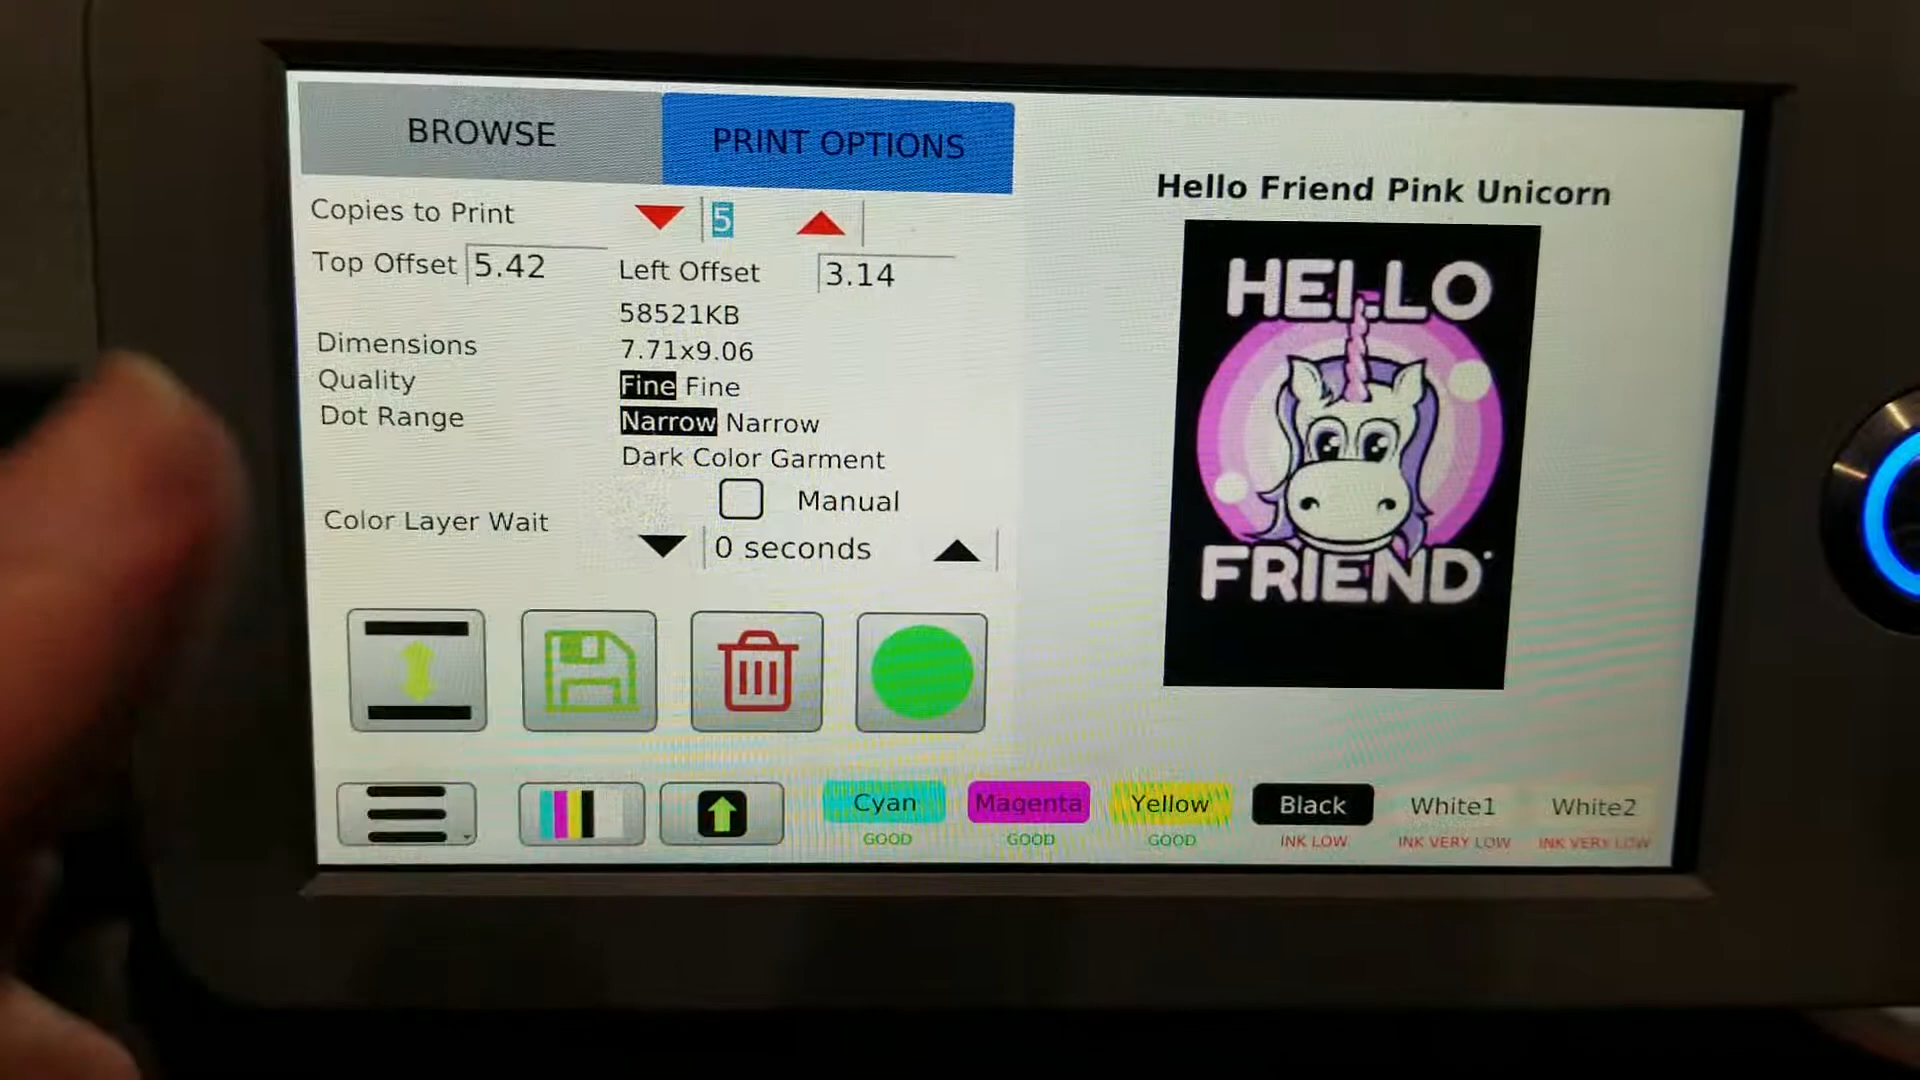 BROWSE
PRINT OPTIONS
Copies to Print 5
Top Offset 5.42 Left Offset 3.14
58521KB
Dimensions 7.71x9.06
Quality Fine Fine
Dot Range Narrow Narrow
Dark Color Garment
Manual
Color Layer Wait
0 seconds
Hello Friend Pink Unicorn
HELLO
FRIEND
Cyan Magenta Yellow Black White1 White2
GOOD GOOD GOOD INK LOW INK VERY LOW INK VERY LOW